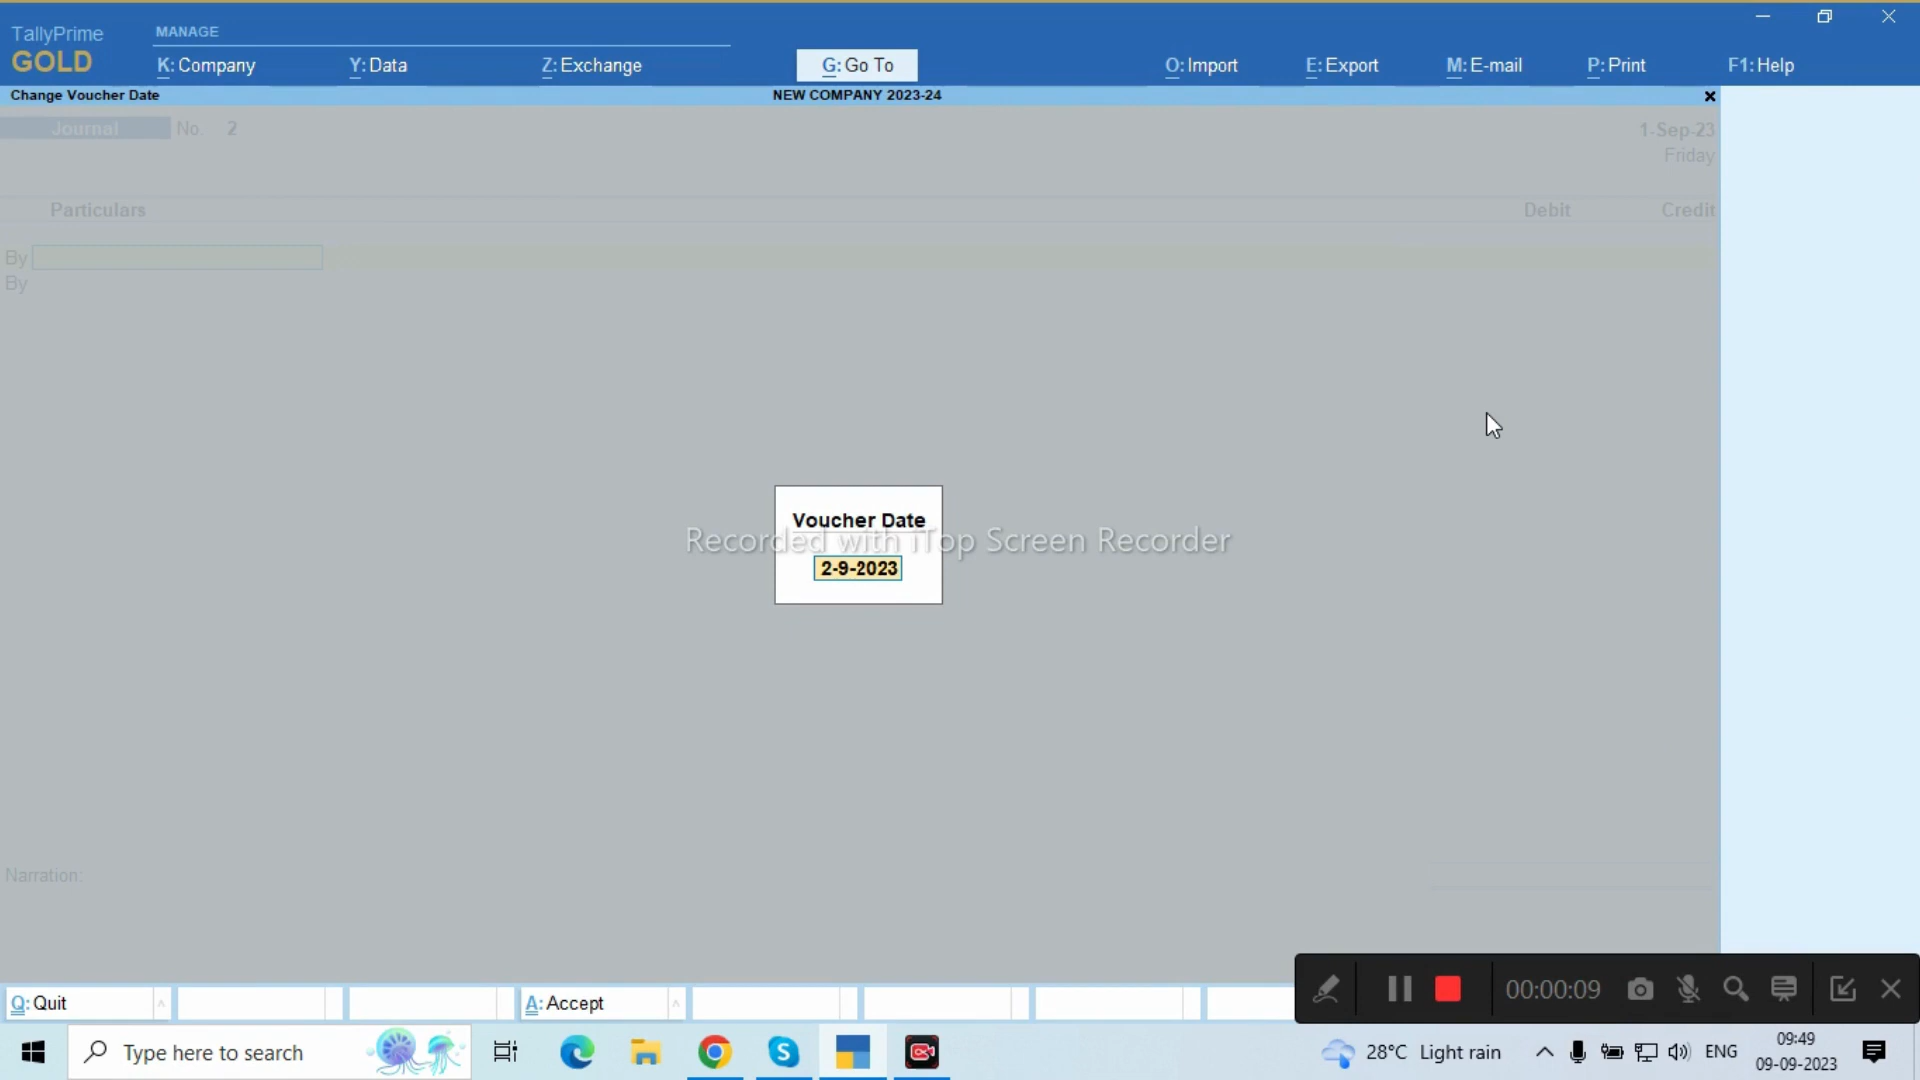 TallyPrime
GOLD
MANAGE
K: Company
Y: Data
Z: Exchange
G: Go To
O: Import
E: Export
M: E-mail
P: Print
F1: Help
Change Voucher Date
NEW COMPANY 2023-24
Journal No. 2
1-Sep-23
Friday
Particulars
Debit
Credit
By
By
Voucher Date
Recorded with iTop Screen Recorder
2-9-2023
Narration:
Q: Quit
A: Accept
00:00:09
Type here to search
28°C Light rain
ENG
09:49
09-09-2023